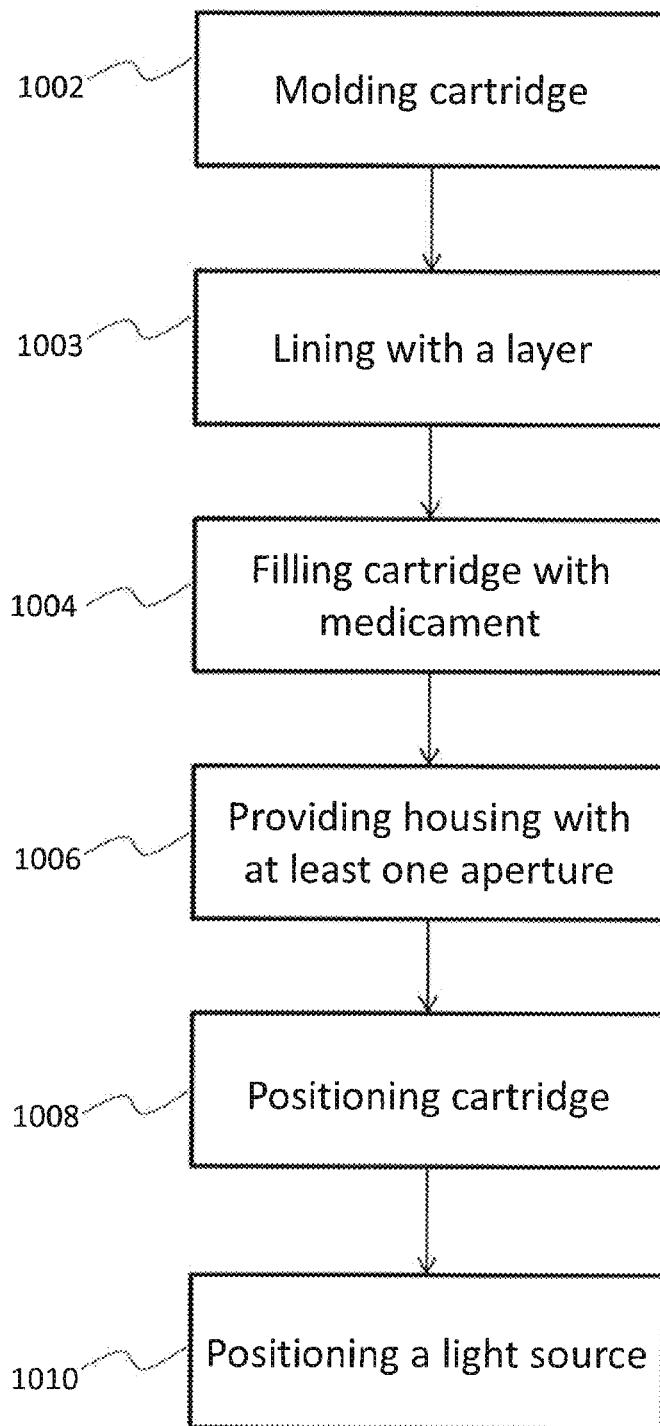 1002
Molding cartridge
1003
Lining with a layer
1004
Filling cartridge with
medicament
1006
Providing housing with
at least one aperture
1008
Positioning cartridge
1010
Positioning a light source